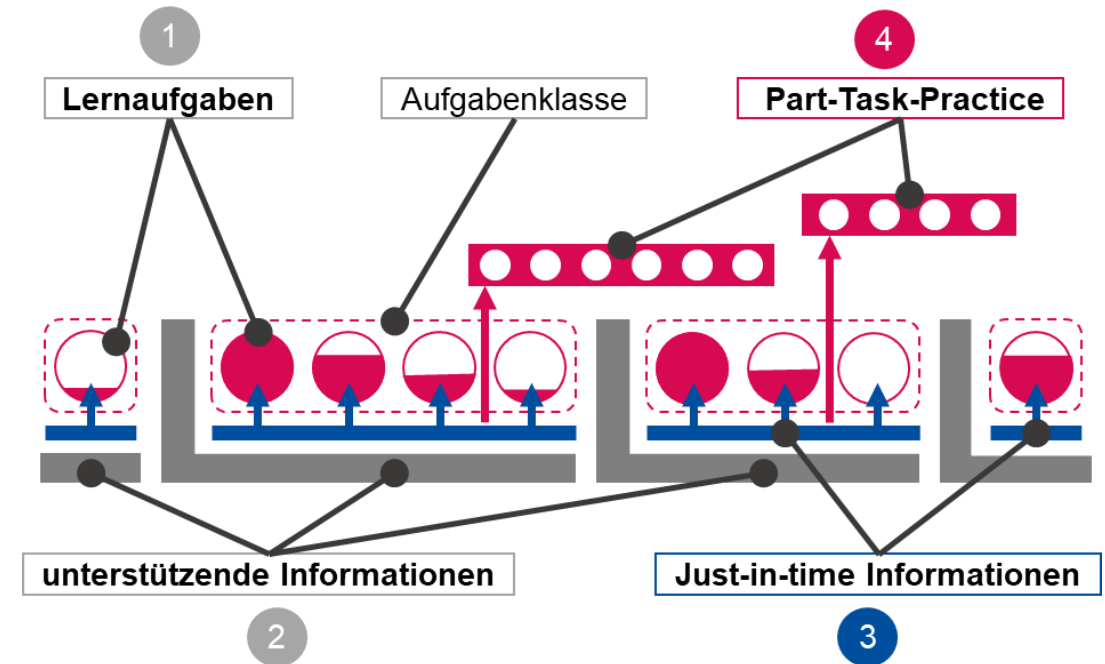 1
4
Lernaufgaben
Aufgabenklasse
Part-Task-Practice
unterstützende Informationen
Just-in-time Informationen
2
3